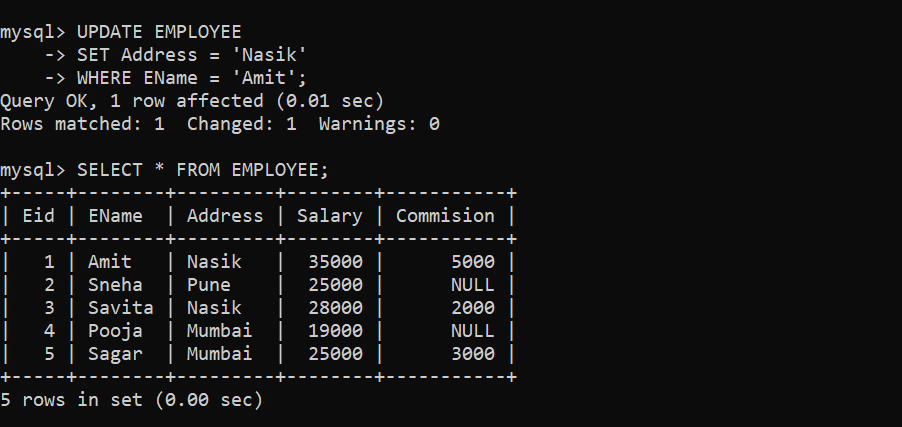 mysql> UPDATE EMPLOYEE
    -> SET Address = 'Nasik'
    -> WHERE EName = 'Amit';
Query OK, 1 row affected (0.01 sec)
Rows matched: 1  Changed: 1  Warnings: 0

mysql> SELECT * FROM EMPLOYEE;
+-----+--------+---------+--------+-----------+
| Eid | EName  | Address | Salary | Commision |
+-----+--------+---------+--------+-----------+
|   1 | Amit   | Nasik   |  35000 |      5000 |
|   2 | Sneha  | Pune    |  25000 |      NULL |
|   3 | Savita | Nasik   |  28000 |      2000 |
|   4 | Pooja  | Mumbai  |  19000 |      NULL |
|   5 | Sagar  | Mumbai  |  25000 |      3000 |
+-----+--------+---------+--------+-----------+
5 rows in set (0.00 sec)